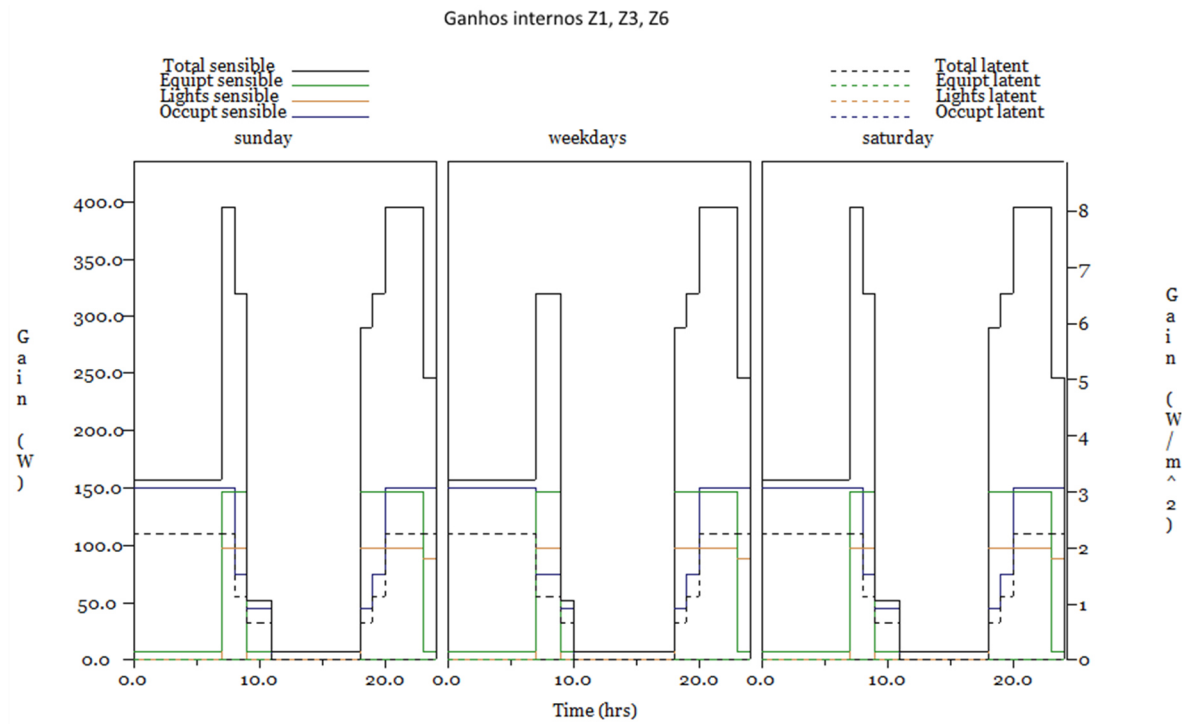 Ganhos internos Z1, Z3, Z6
Total sensible
Equipt sensible
Lights sensible
Occupt sensible
Total latent
Equipt latent
Lights latent
Occupt latent
sunday
weekdays
saturday
400.0
350.0
300.0
250.0
200.0
150.0
100.0
50.0
0.0
Gain (W)
8
7
6
5
4
3
2
1
0
Gain (W/m^2)
0.0 10.0 20.0 0.0 10.0 20.0 0.0 10.0 20.0
Time (hrs)